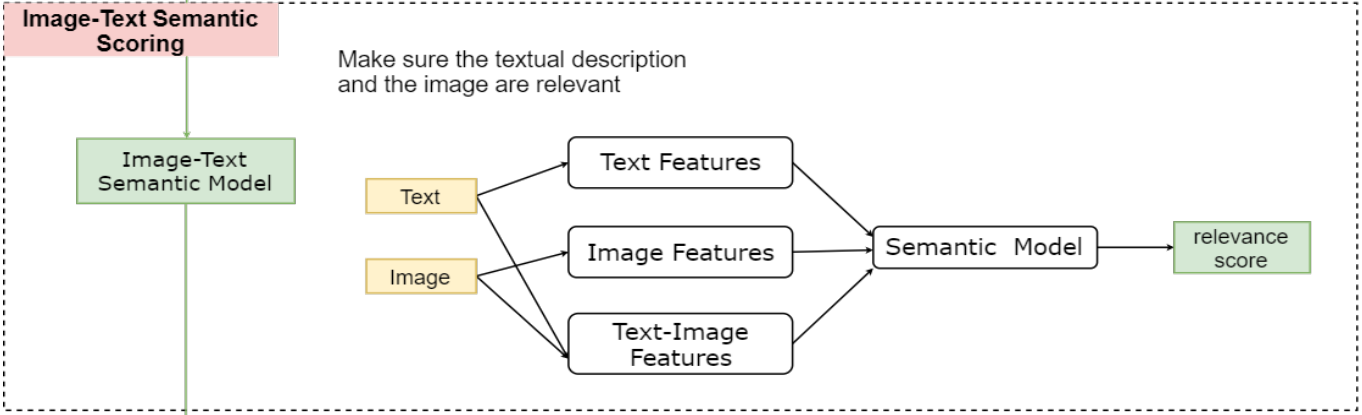 Image-Text Semantic
Scoring
Make sure the textual description
and the image are relevant
Image-Text
Semantic Model
Text
Image
Text Features
Image Features
Text-Image
Features
Semantic Model
relevance
score